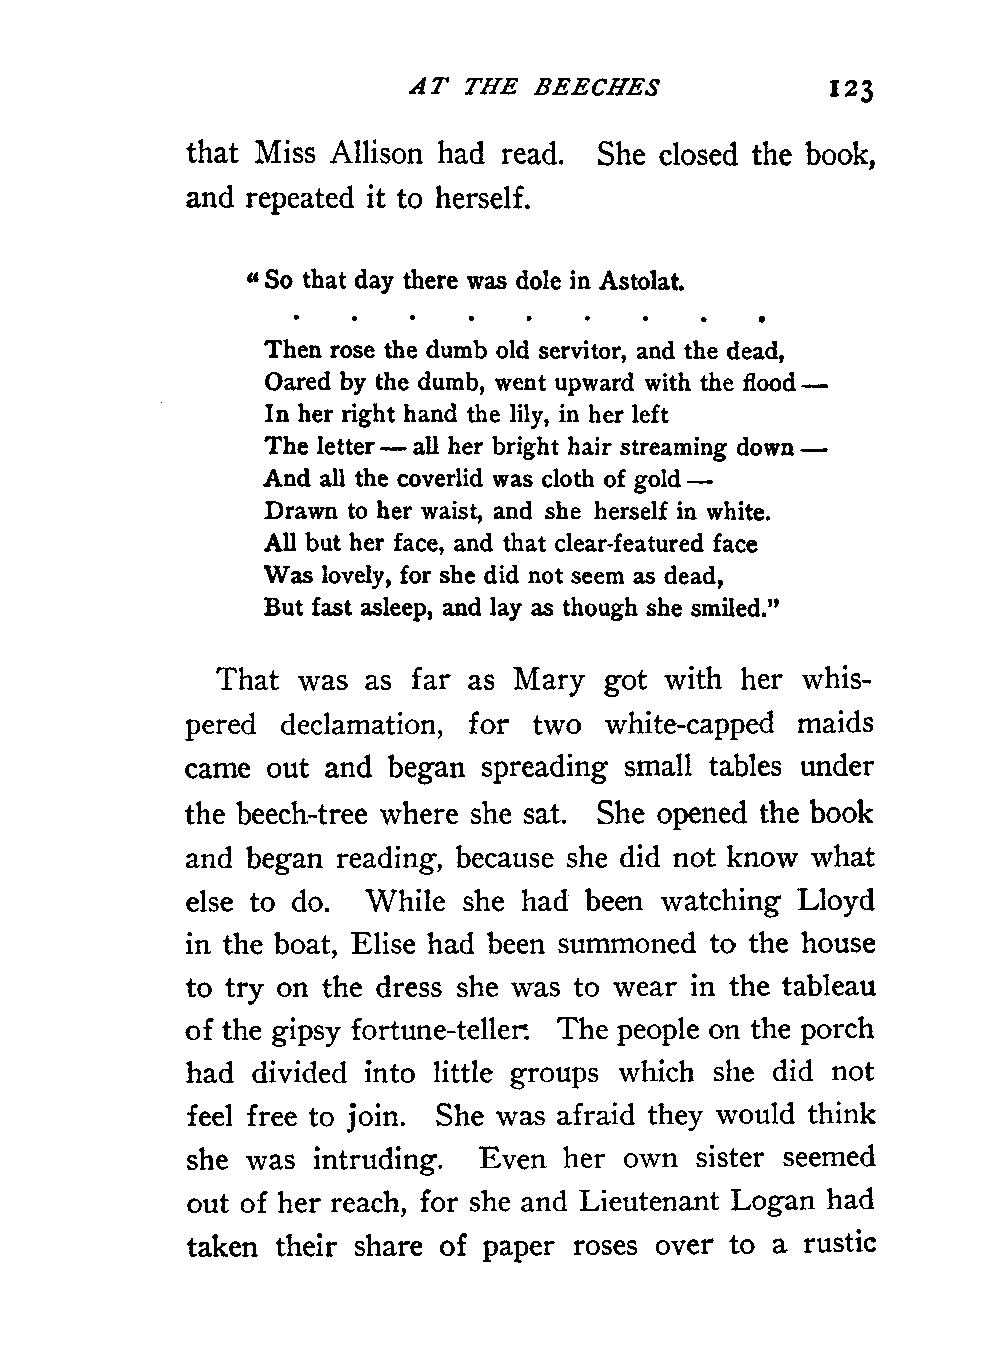 AT THE BEECHES 123
that Miss Allison had read. She closed the book,
and repeated it to herself.
“So that day there was dole in Astolat.
. . . . . . . . .
Then rose the dumb old servitor, and the dead,
Oared by the dumb, went upward with the flood —
In her right hand the lily, in her left
The letter — all her bright hair streaming down —
And all the coverlid was cloth of gold —
Drawn to her waist, and she herself in white.
All but her face, and that clear-featured face
Was lovely, for she did not seem as dead,
But fast asleep, and lay as though she smiled.”
That was as far as Mary got with her whis-
pered declamation, for two white-capped maids
came out and began spreading small tables under
the beech-tree where she sat. She opened the book
and began reading, because she did not know what
else to do. While she had been watching Lloyd
in the boat, Elise had been summoned to the house
to try on the dress she was to wear in the tableau
of the gipsy fortune-teller. The people on the porch
had divided into little groups which she did not
feel free to join. She was afraid they would think
she was intruding. Even her own sister seemed
out of her reach, for she and Lieutenant Logan had
taken their share of paper roses over to a rustic